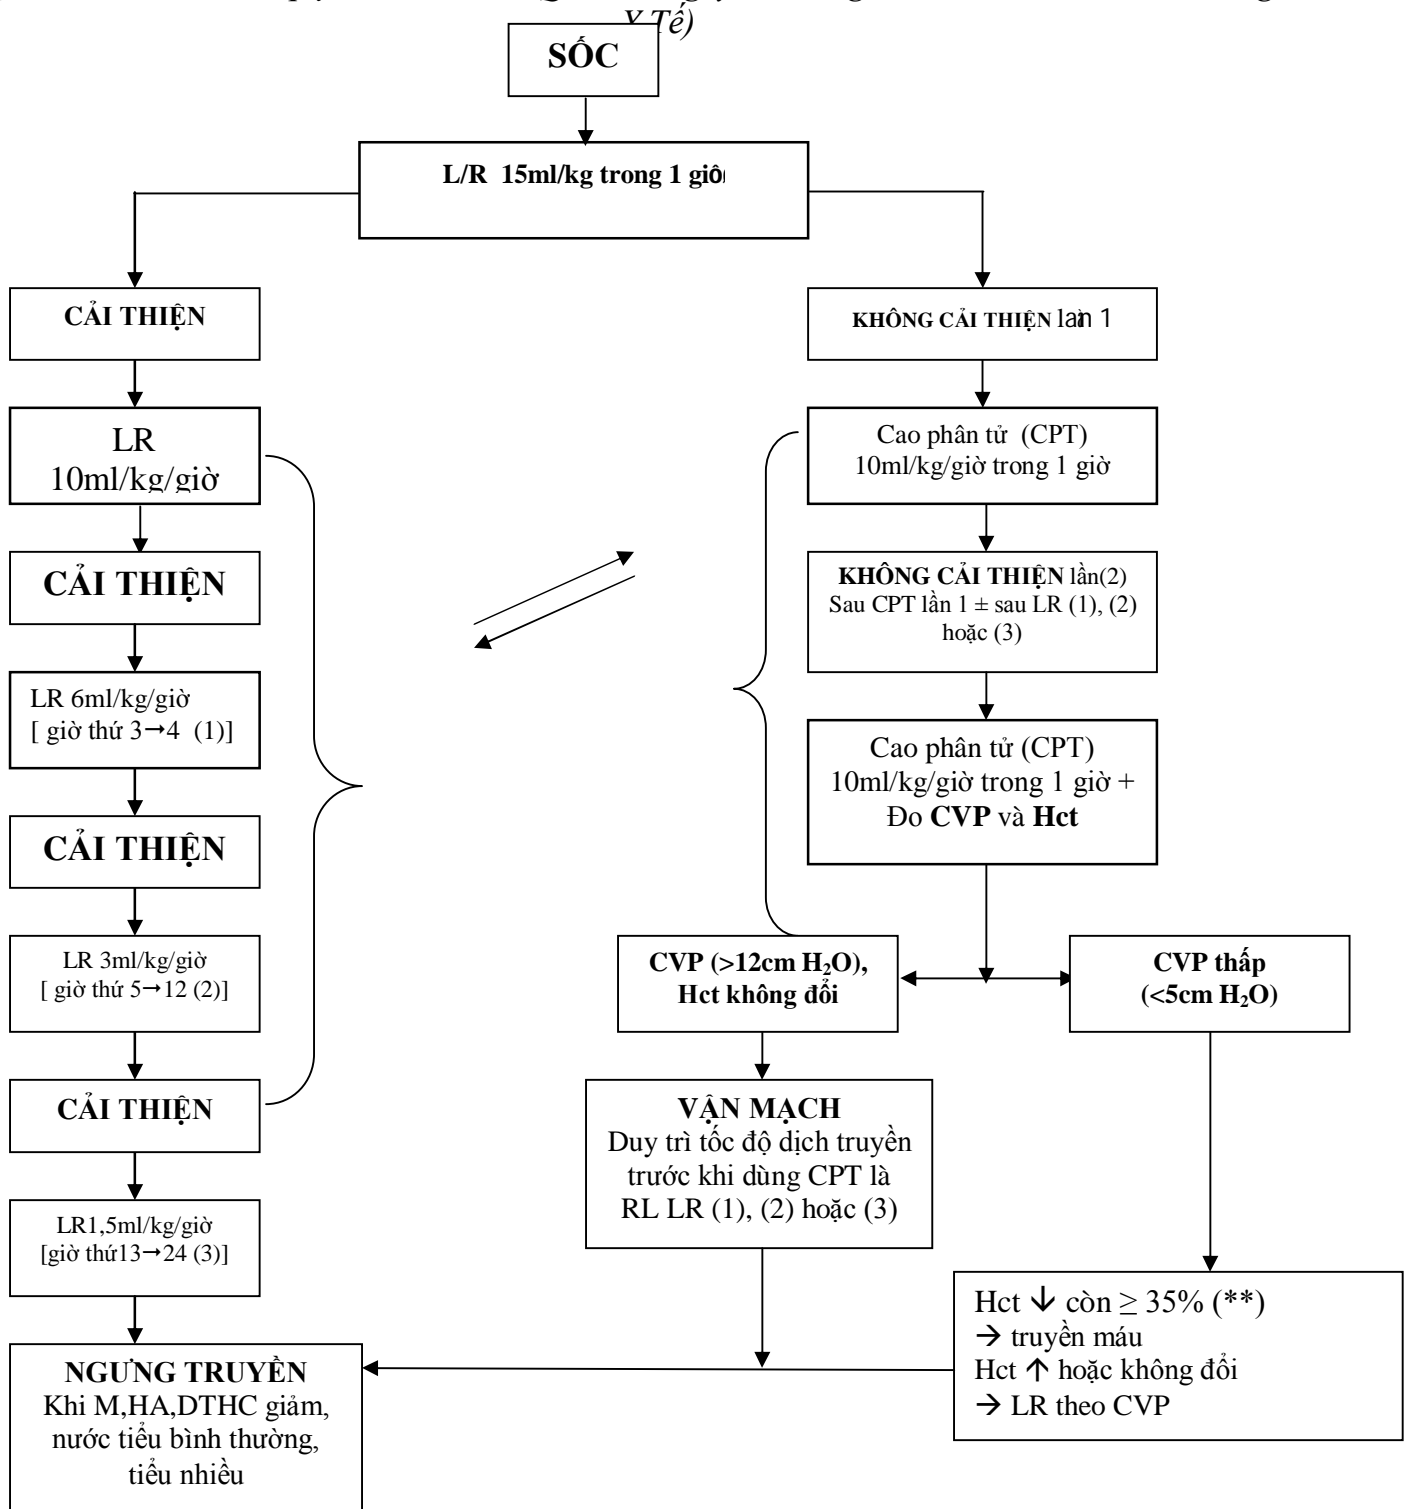 Y Tế)
SỐC
L/R 15ml/kg trong 1 giờ
CẢI THIỆN
KHÔNG CẢI THIỆN lần 1
LR
10ml/kg/giờ
Cao phân tử (CPT)
10ml/kg/giờ trong 1 giờ
CẢI THIỆN
KHÔNG CẢI THIỆN lần(2)
Sau CPT lần 1 ± sau LR (1), (2)
hoặc (3)
LR 6ml/kg/giờ
[ giờ thứ 3→4 (1)]
Cao phân tử (CPT)
10ml/kg/giờ trong 1 giờ +
Đo CVP và Hct
CẢI THIỆN
LR 3ml/kg/giờ
[ giờ thứ 5→12 (2)]
CVP (>12cm H₂O),
Hct không đổi
CVP thấp
(<5cm H₂O)
CẢI THIỆN
VẬN MẠCH
Duy trì tốc độ dịch truyền
trước khi dùng CPT là
RL LR (1), (2) hoặc (3)
LR1,5ml/kg/giờ
[giờ thứ13→24 (3)]
Hct ↓ còn ≥ 35% (**)
→ truyền máu
Hct ↑ hoặc không đổi
→ LR theo CVP
NGƯNG TRUYỀN
Khi M,HA,DTHC giảm,
nước tiểu bình thường,
tiểu nhiều